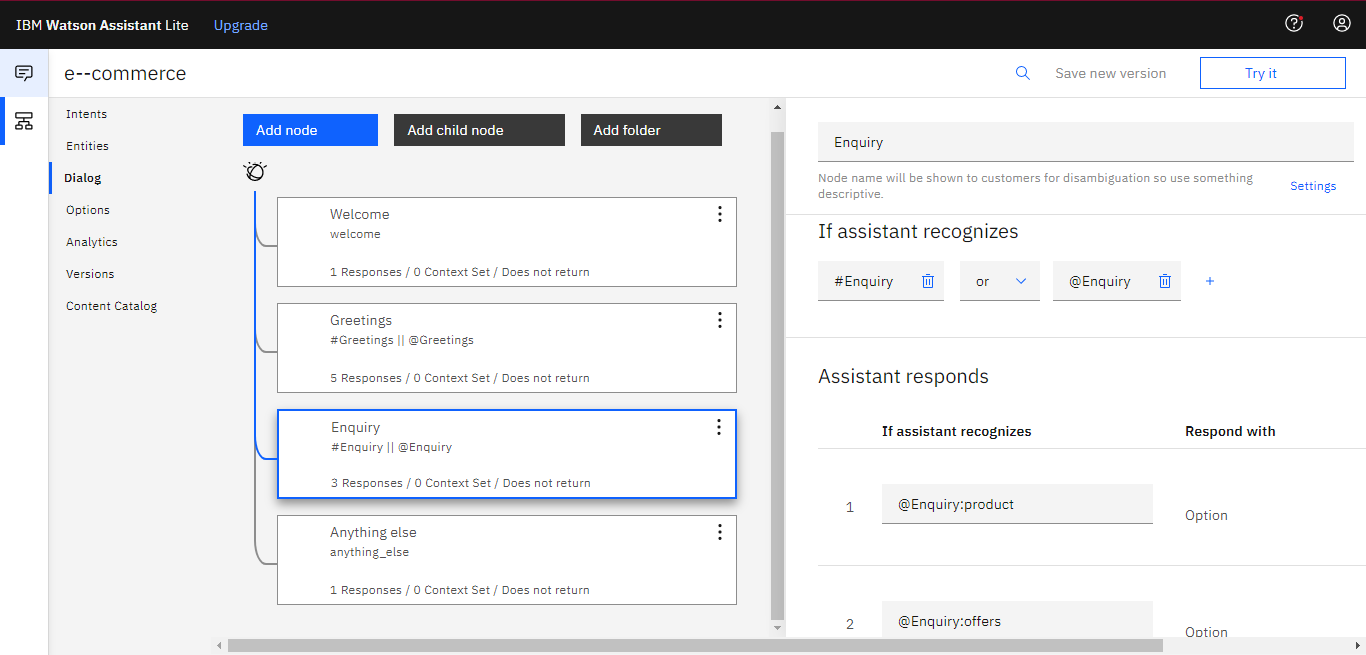 IBM Watson Assistant Lite Upgrade
e--commerce
Save new version
Try it
Intents
Entities
Dialog
Options
Analytics
Versions
Content Catalog
Add node
Add child node
Add folder
Welcome
welcome
1 Responses / 0 Context Set / Does not return
Greetings
#Greetings || @Greetings
5 Responses / 0 Context Set / Does not return
Enquiry
#Enquiry || @Enquiry
3 Responses / 0 Context Set / Does not return
Anything else
anything_else
1 Responses / 0 Context Set / Does not return
Enquiry
Node name will be shown to customers for disambiguation so use something
descriptive.
Settings
If assistant recognizes
#Enquiry or @Enquiry +
Assistant responds
If assistant recognizes Respond with
1 @Enquiry:product Option
2 @Enquiry:offers Option